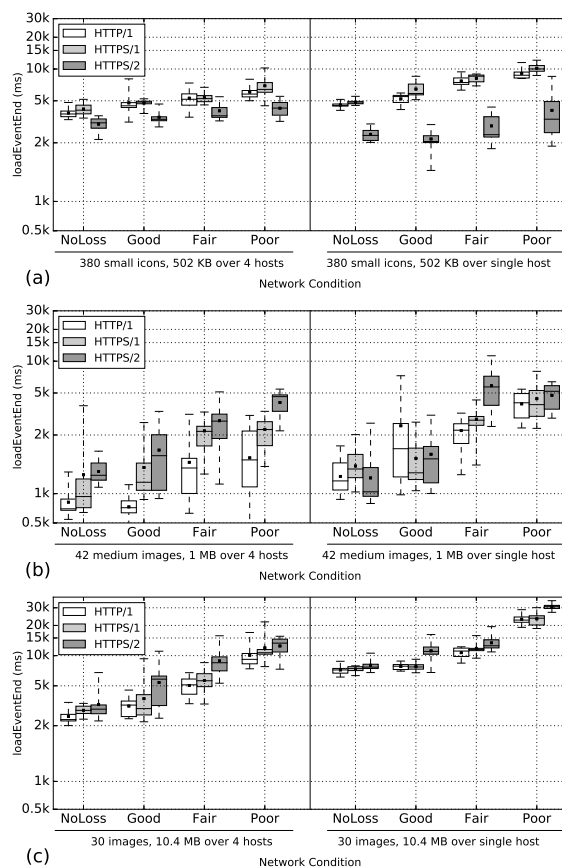 30k
15k
10k
5k
2k
1k
0.5k
loadEventEnd (ms)
HTTP/1
HTTPS/1
HTTPS/2
NoLoss Good Fair Poor NoLoss Good Fair Poor
380 small icons, 502 KB over 4 hosts 380 small icons, 502 KB over single host
(a)
Network Condition
30k
15k
10k
5k
2k
1k
0.5k
loadEventEnd (ms)
HTTP/1
HTTPS/1
HTTPS/2
NoLoss Good Fair Poor NoLoss Good Fair Poor
42 medium images, 1 MB over 4 hosts 42 medium images, 1 MB over single host
(b)
Network Condition
30k
15k
10k
5k
2k
1k
0.5k
loadEventEnd (ms)
HTTP/1
HTTPS/1
HTTPS/2
NoLoss Good Fair Poor NoLoss Good Fair Poor
30 images, 10.4 MB over 4 hosts 30 images, 10.4 MB over single host
(c)
Network Condition